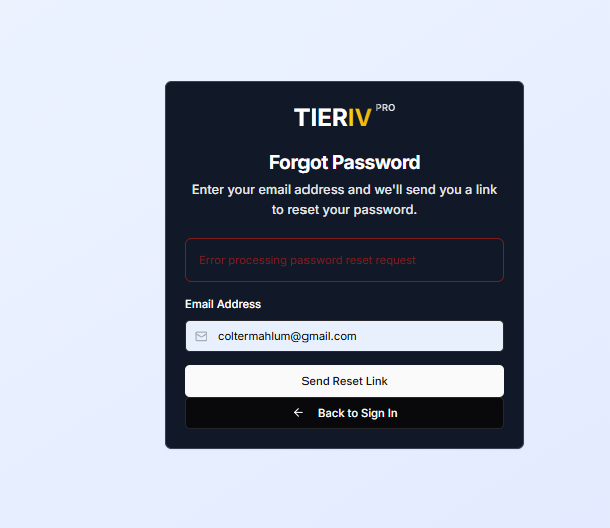 TIERIV PRO
Forgot Password
Enter your email address and we'll send you a link
to reset your password.
Error processing password reset request
Email Address
coltermahlum@gmail.com
Send Reset Link
Back to Sign In